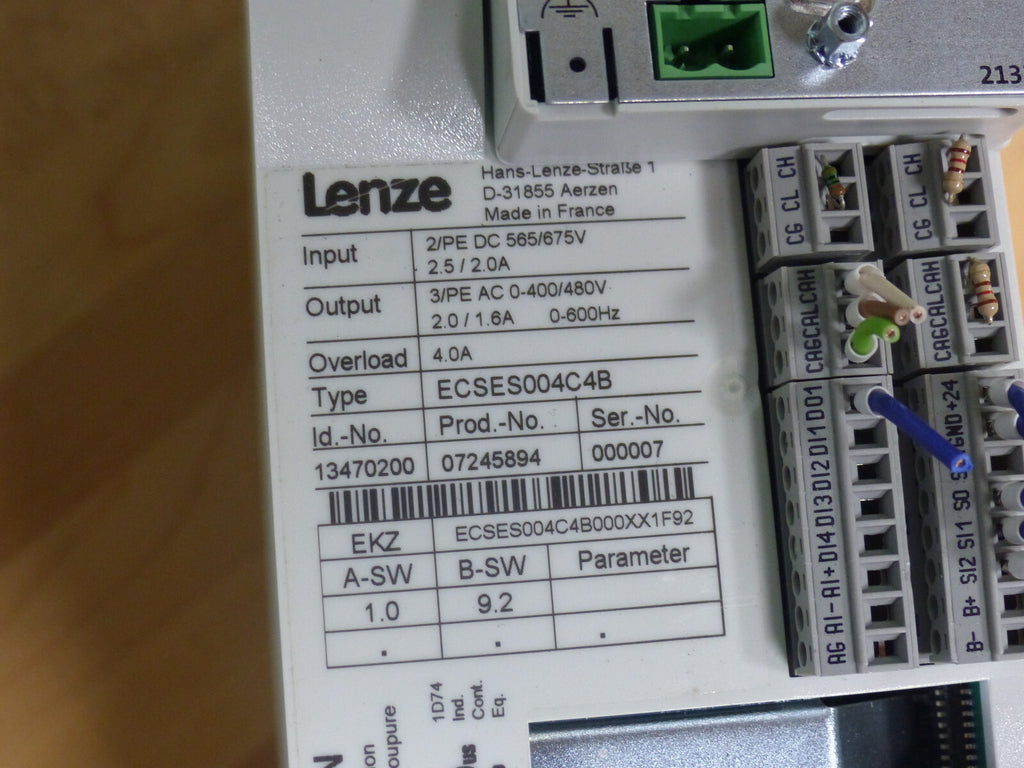 213
Lenze
Hans-Lenze-Straße 1
D-31855 Aerzen
Made in France
Input
2/PE DC 565/675V
2.5 / 2.0A
Output
3/PE AC 0-400/480V
2.0 / 1.6A 0-600Hz
Overload 4.0A
Type ECSES004C4B
Id.-No. Prod.-No. Ser.-No.
13470200 07245894 000007
EKZ ECSES004C4B000XX1F92
A-SW B-SW Parameter
1.0 9.2
. . .
CG CL CH
CG CL CH
CAG CAL CAH
CAG CAL CAH
AG AI- AI+ DI4 DI3 DI2 DI1 DO1
B- B+ SI2 SI1 SO GND +24
1D74
Ind.
Cont.
Eq.